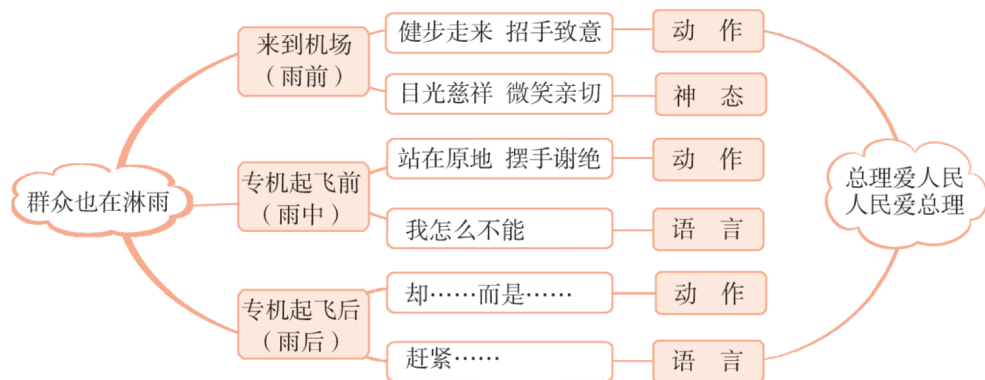 群众也在淋雨
来到机场
（雨前）
健步走来 招手致意
动 作
目光慈祥 微笑亲切
神 态
专机起飞前
（雨中）
站在原地 摆手谢绝
动 作
我怎么不能
语 言
专机起飞后
（雨后）
却……而是……
动 作
赶紧……
语 言
总理爱人民
人民爱总理